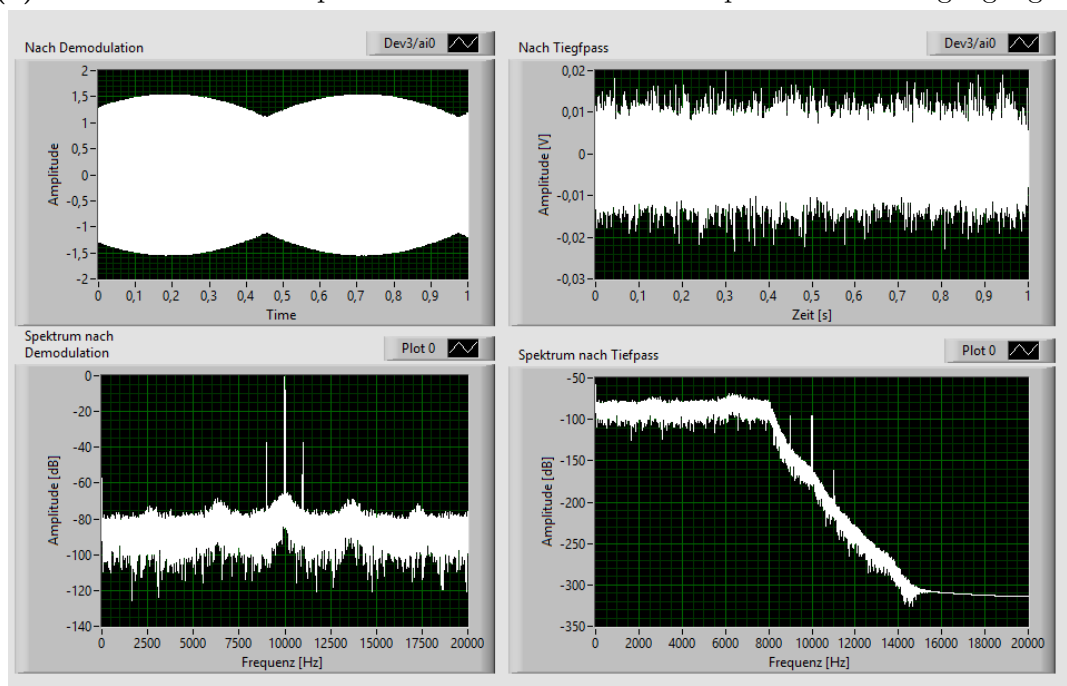 Nach Demodulation
Dev3/ai0
2
1,5
1
0,5
0
-0,5
-1
-1,5
-2
Amplitude
0 0,1 0,2 0,3 0,4 0,5 0,6 0,7 0,8 0,9 1
Time
Nach Tiegfpass
Dev3/ai0
0,02
0,01
0
-0,01
-0,02
-0,03
Amplitude [V]
0 0,1 0,2 0,3 0,4 0,5 0,6 0,7 0,8 0,9 1
Zeit [s]
Spektrum nach
Demodulation
Plot 0
0
-20
-40
-60
-80
-100
-120
-140
Amplitude [dB]
0 2500 5000 7500 10000 12500 15000 17500 20000
Frequenz [Hz]
Spektrum nach Tiefpass
Plot 0
-50
-100
-150
-200
-250
-300
-350
Amplitude [dB]
0 2000 4000 6000 8000 10000 12000 14000 16000 18000 20000
Frequenz [Hz]